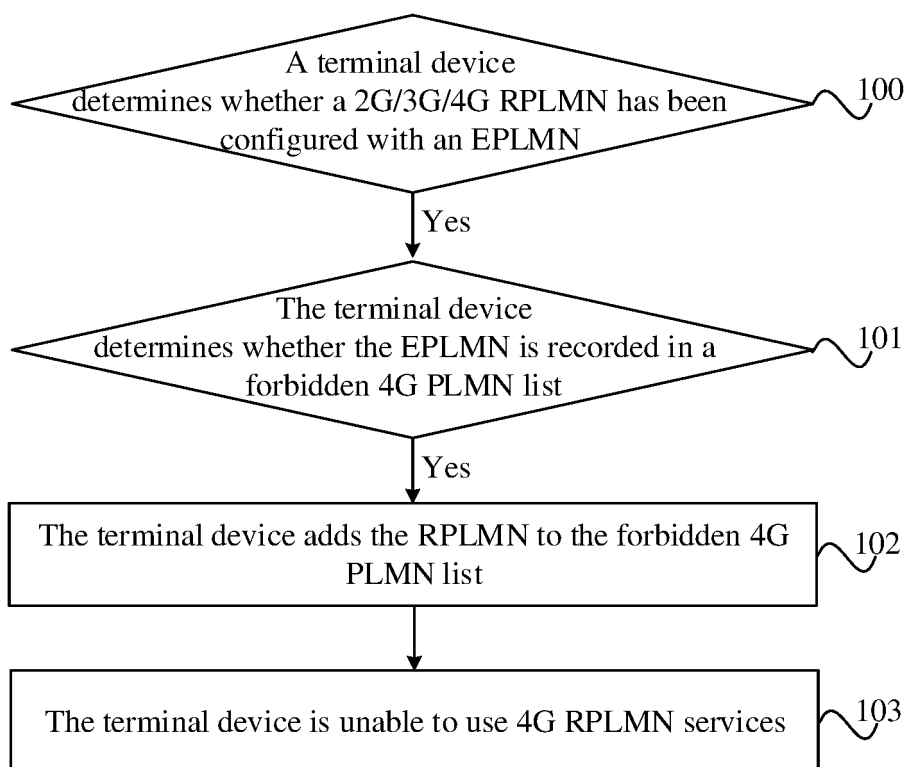 A terminal device
determines whether a 2G/3G/4G RPLMN has been
configured with an EPLMN
100
Yes
The terminal device
determines whether the EPLMN is recorded in a
forbidden 4G PLMN list
101
Yes
The terminal device adds the RPLMN to the forbidden 4G
PLMN list
102
The terminal device is unable to use 4G RPLMN services
103